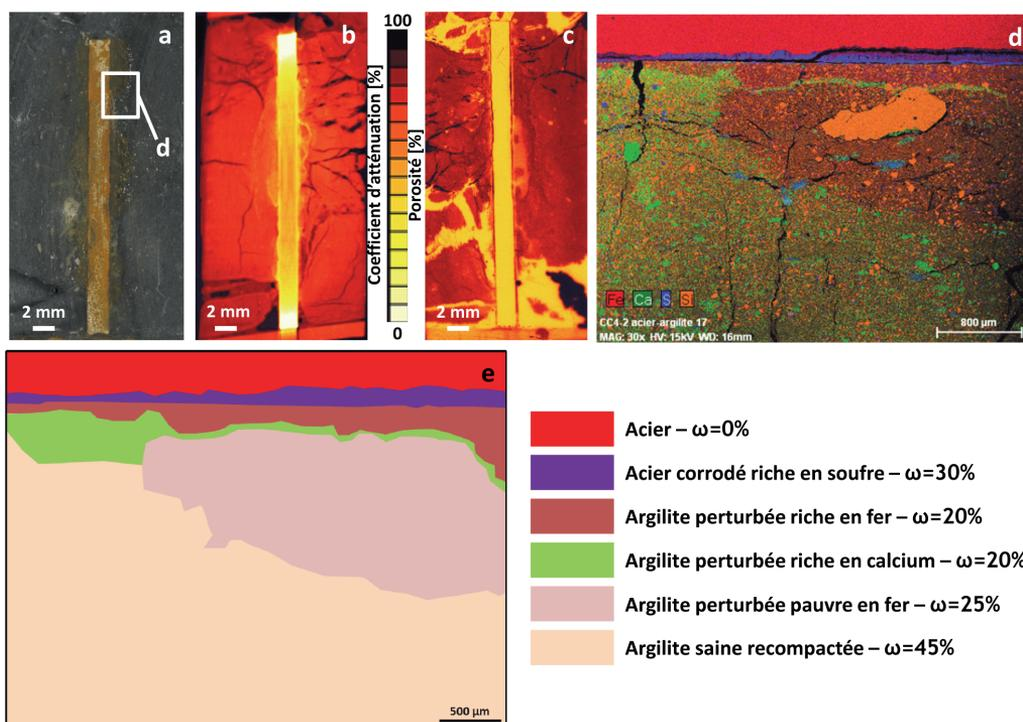 a
b
c
d
d
100
Coefficient d'atténuation [%]
Porosité [%]
0
2 mm
2 mm
2 mm
Fe Ca S Si
CC4-2 acier-argilite 17
MAG: 30x HV: 15kV WD: 16mm
800 µm
e
500 µm
Acier – ω=0%
Acier corrodé riche en soufre – ω=30%
Argilite perturbée riche en fer – ω=20%
Argilite perturbée riche en calcium – ω=20%
Argilite perturbée pauvre en fer – ω=25%
Argilite saine recompactée – ω=45%